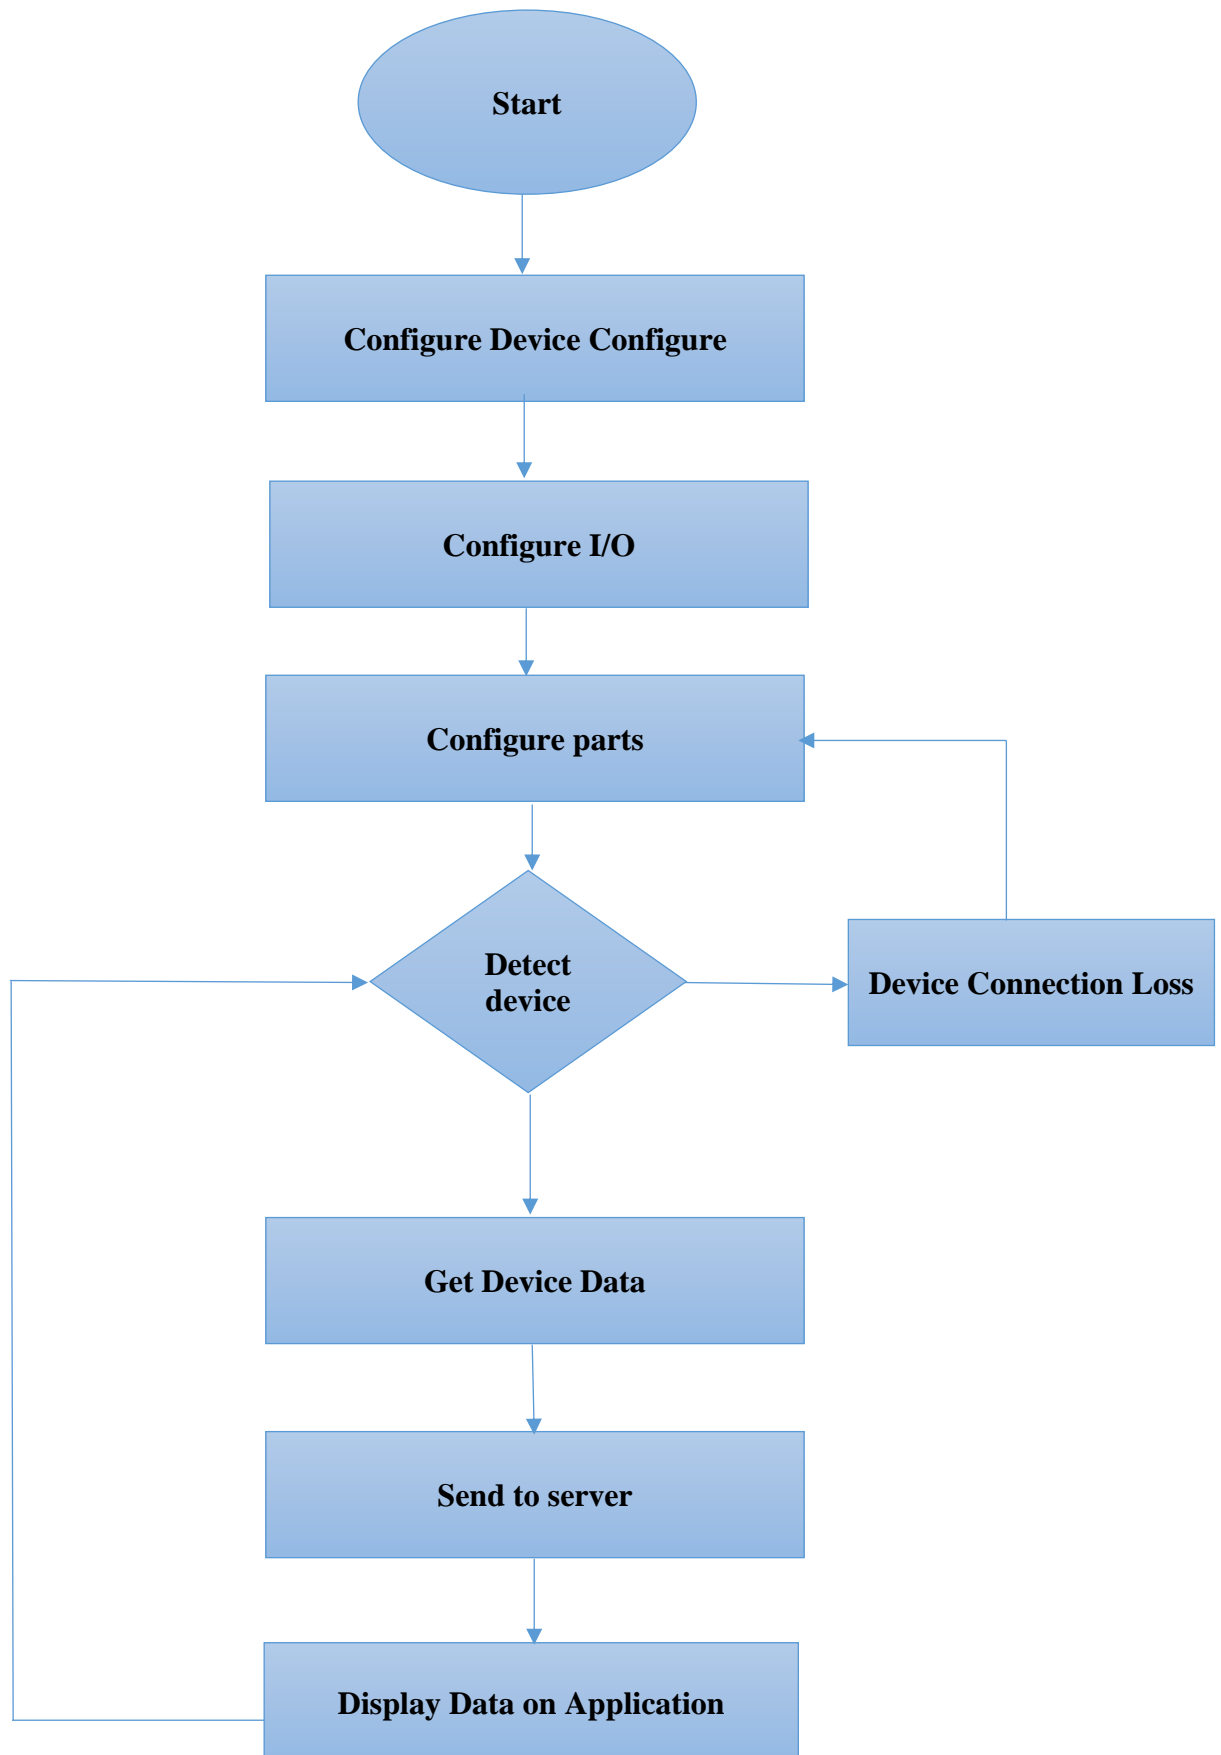 Start
Configure Device Configure
Configure I/O
Configure parts
Detect
device
Device Connection Loss
Get Device Data
Send to server
Display Data on Application